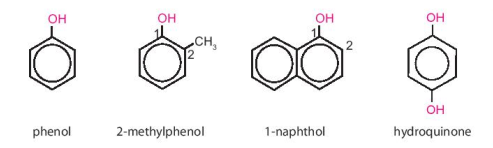 OH
OH
1
CH3
2
OH
1
2
OH
OH
phenol
2-methylphenol
1-naphthol
hydroquinone